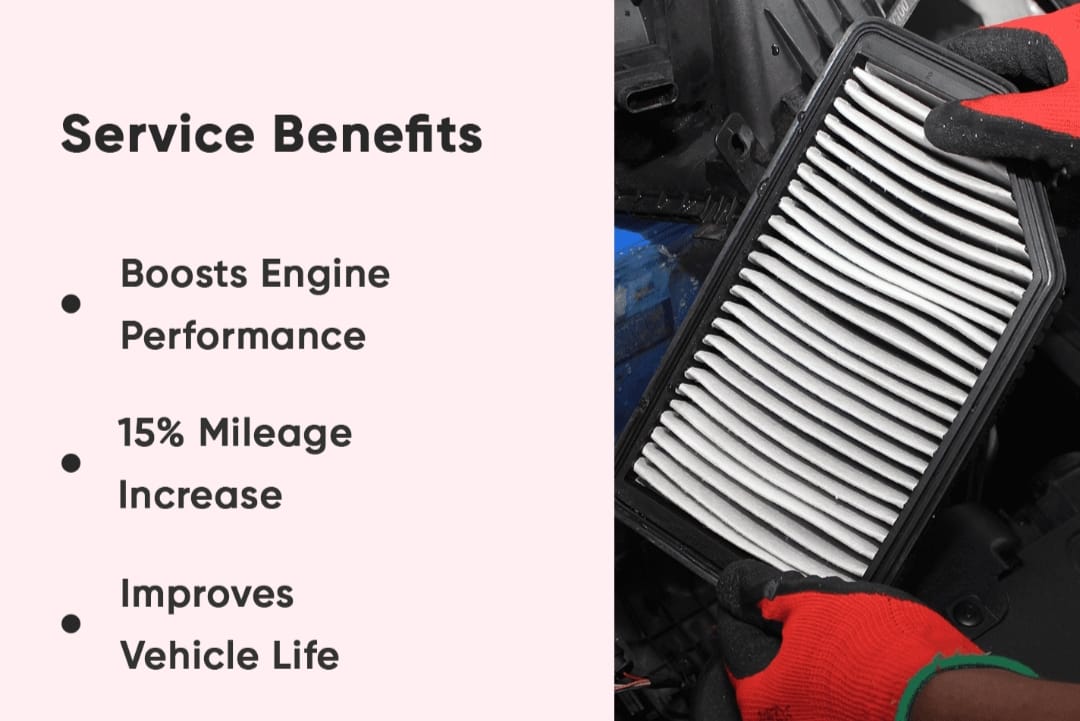 Service Benefits
Boosts Engine
Performance
15% Mileage
Increase
Improves
Vehicle Life